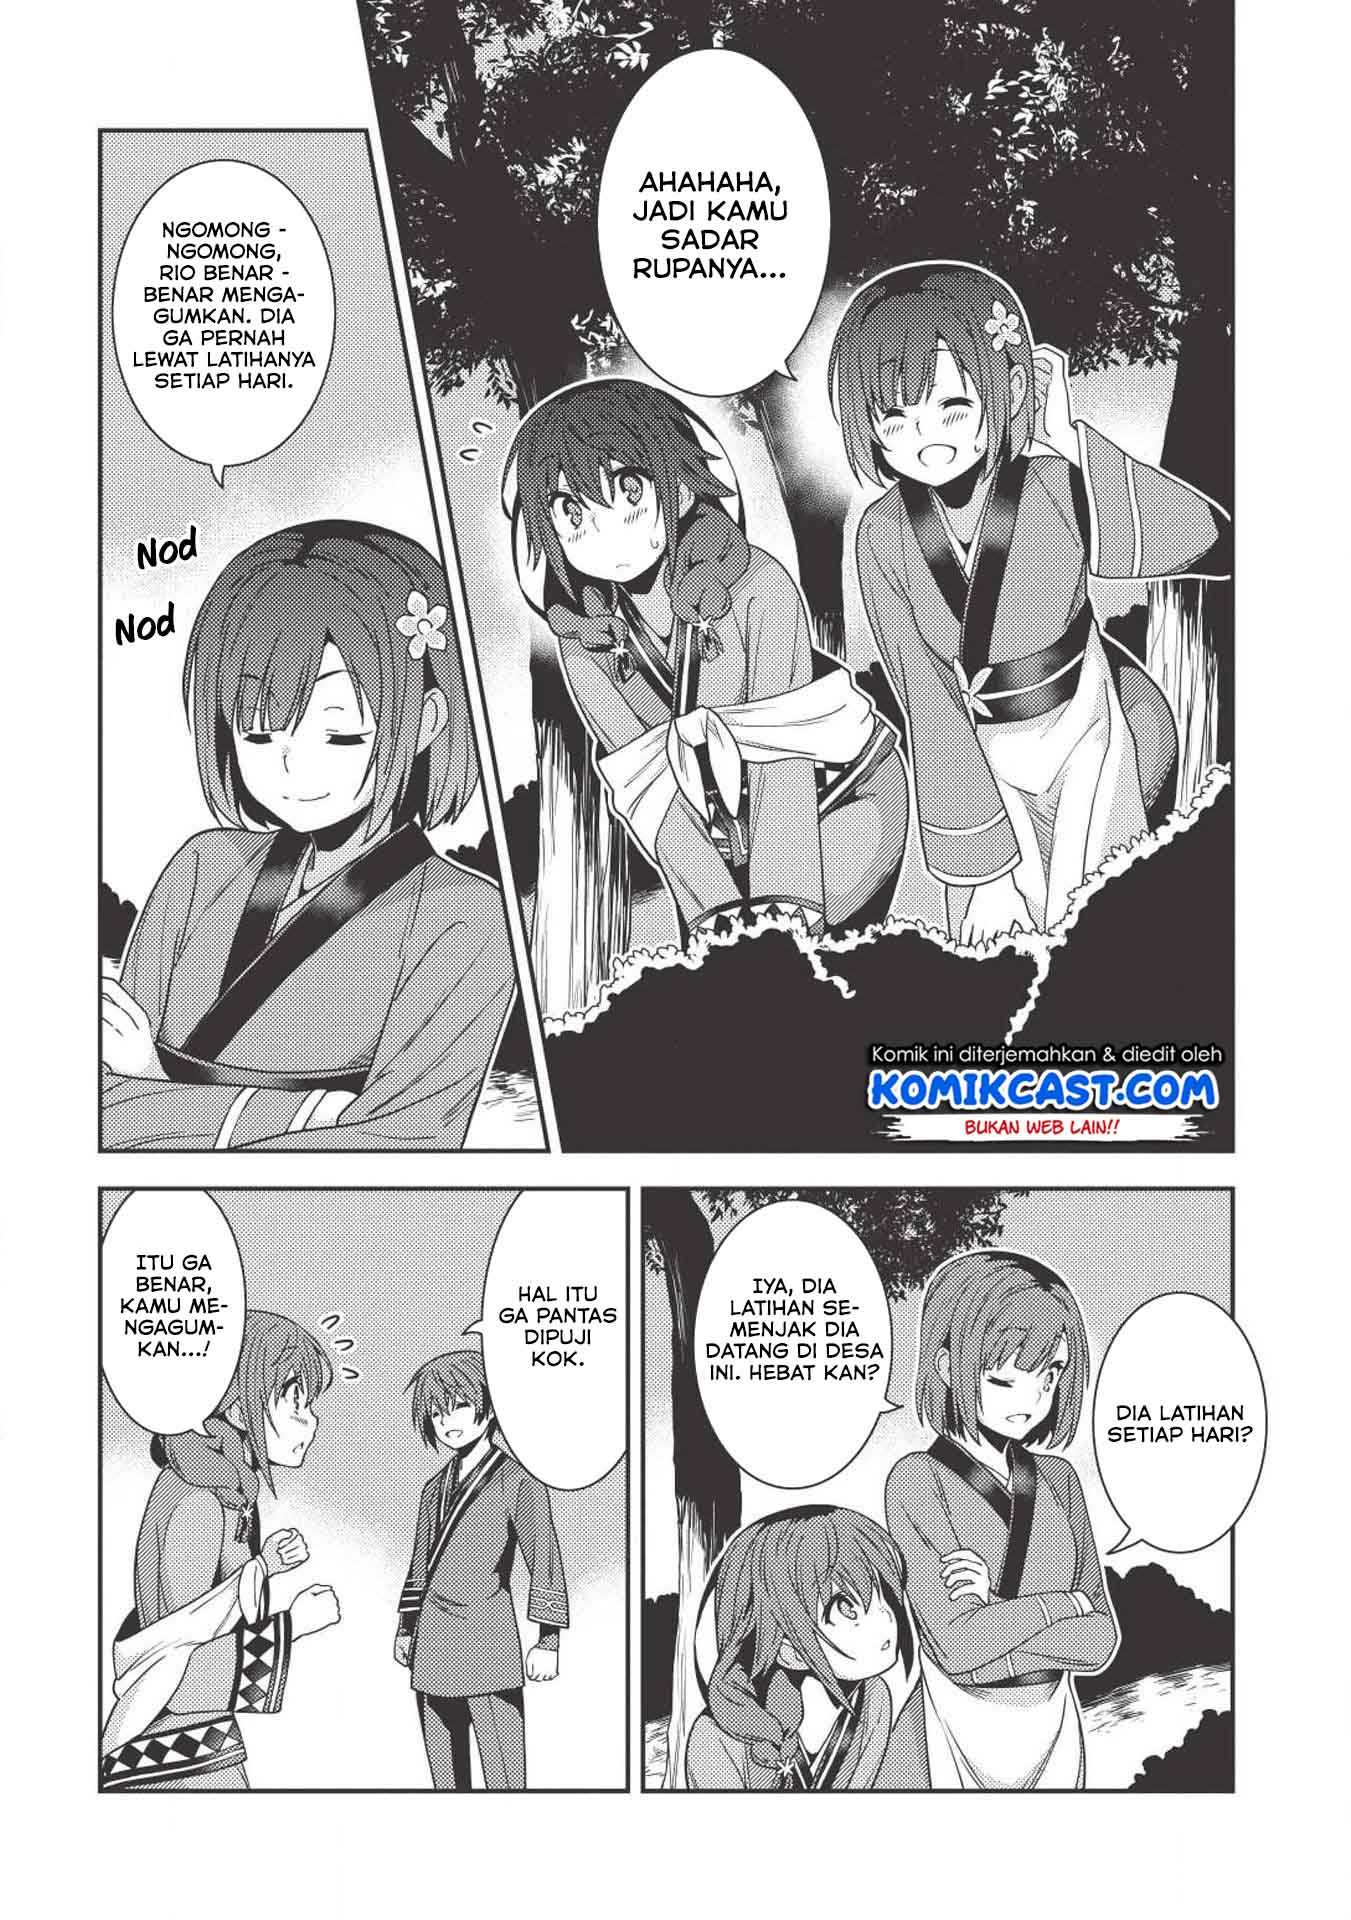 AHAHAHA,
JADI KAMU
SADAR
RUPANYA...
NGOMONG -
NGOMONG,
RIO BENAR -
BENAR MENGA-
GUMKAN. DIA
GA PERNAH
LEWAT LATIHANYA
SETIAP HARI.
Nod
Nod
Komik ini diterjemahkan & diedit oleh
KOMIKCAST.COM
BUKAN WEB LAIN!!
DIA LATIHAN
SETIAP HARI?
IYA, DIA
LATIHAN SE-
MENJAK DIA
DATANG DI DESA
INI. HEBAT KAN?
HAL ITU
GA PANTAS
DIPUJI
KOK.
ITU GA
BENAR,
KAMU ME-
NGAGUM-
KAN...!